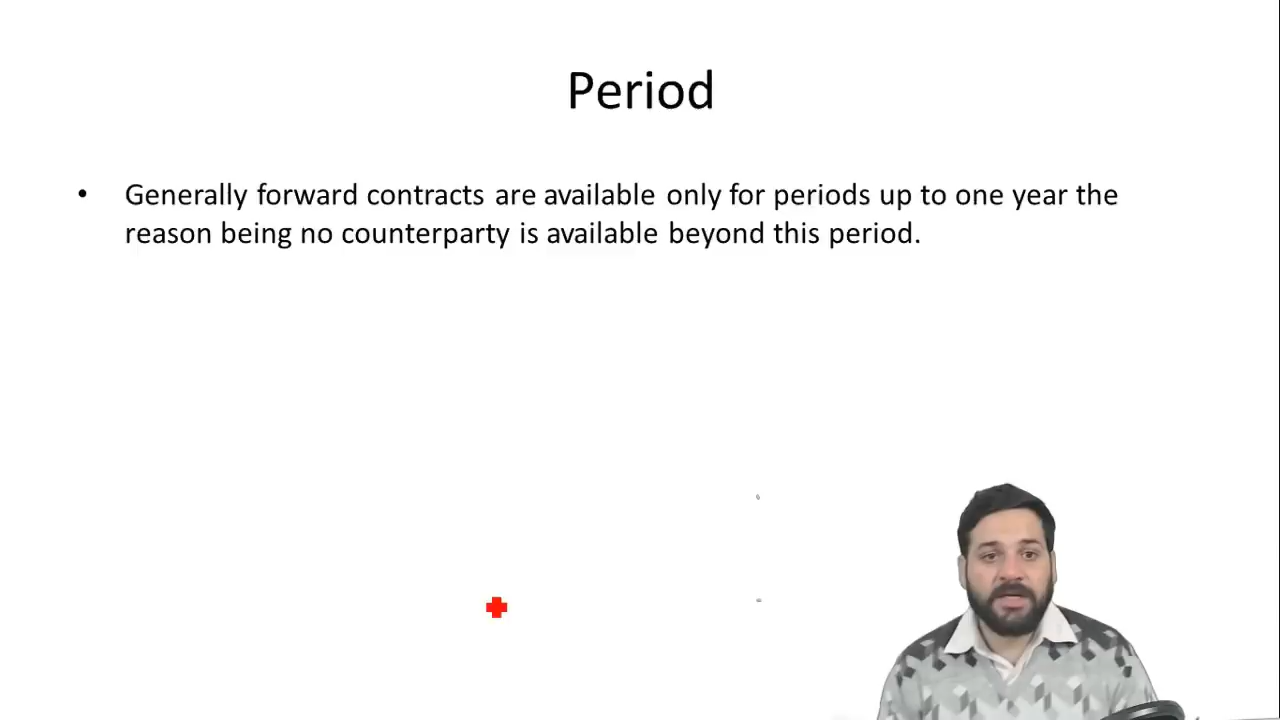 Period
• Generally forward contracts are available only for periods up to one year the
reason being no counterparty is available beyond this period.